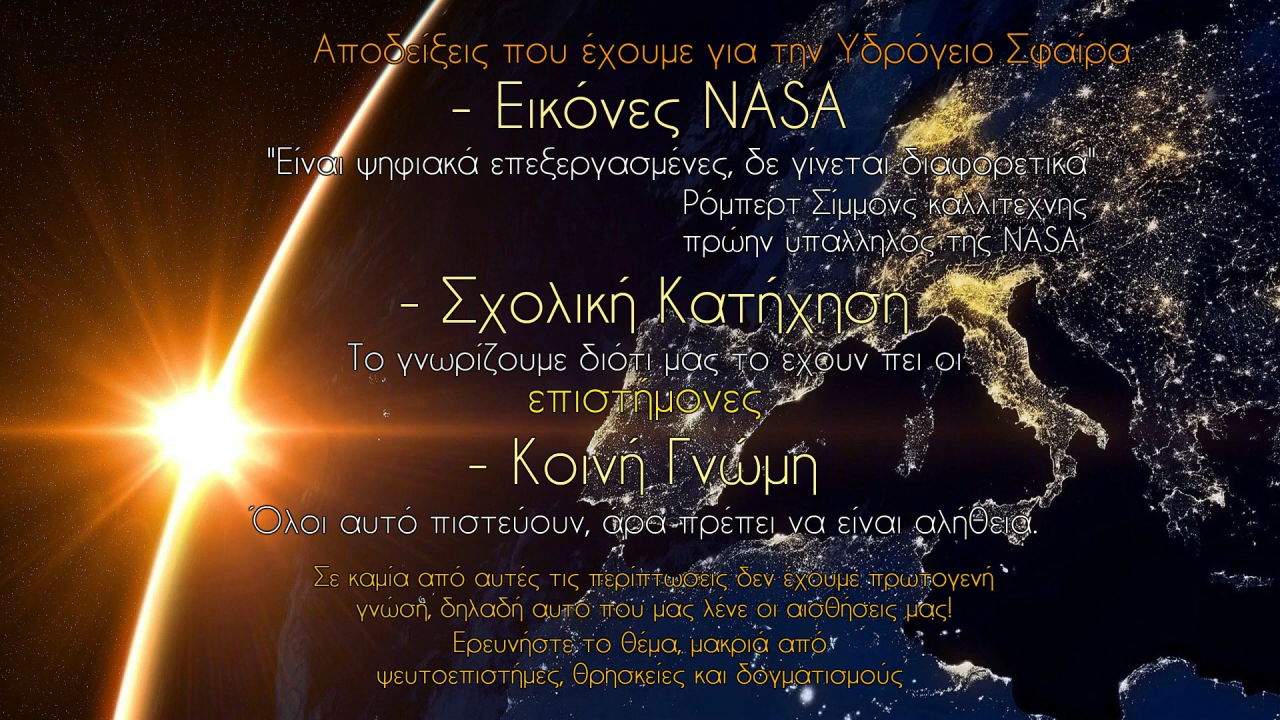 Αποδείξεις που έχουμε για την Υδρόγειο Σφαίρα
- Εικόνες NASA
"Είναι ψηφιακά επεξεργασμένες, δε γίνεται διαφορετικά"
Ρόμπερτ Σίμμονς καλλιτέχνης
πρώην υπάλληλος της NASA
- Σχολική Κατήχηση
Το γνωρίζουμε διότι μας το έχουν πει οι
επιστήμονες
- Κοινή Γνώμη
Όλοι αυτό πιστεύουν, άρα πρέπει να είναι αλήθεια.
Σε καμία από αυτές τις περίπτωσεις δεν έχουμε πρωτογενή
γνώση, δηλαδή αυτό που μας λένε οι αισθήσεις μας!
Ερευνήστε το θέμα, μακριά από
ψευτοεπιστήμες, θρησκείες και δογματισμούς